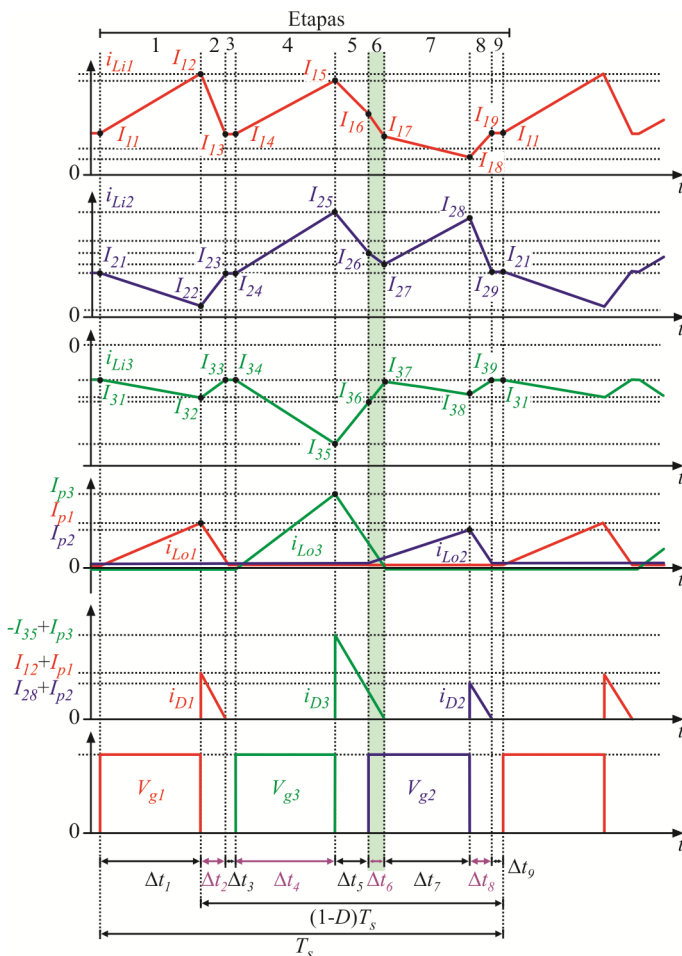 Etapas
1 2 3 4 5 6 7 8 9
i_Li1
I_12
I_15
I_11
I_13
I_14
I_16
I_17
I_18
I_19
I_11
0
t
i_Li2
I_25
I_28
I_21
I_22
I_23
I_24
I_26
I_27
I_29
I_21
0
t
0
i_Li3
I_31
I_32
I_33
I_34
I_35
I_36
I_37
I_38
I_39
I_31
t
I_p3
I_p1
I_p2
i_Lo1
i_Lo3
i_Lo2
0
t
-I_35+I_p3
I_12+I_p1
I_28+I_p2
i_D1
i_D3
i_D2
0
t
V_g1
V_g3
V_g2
0
t
Δt_1 Δt_2 Δt_3 Δt_4 Δt_5 Δt_6 Δt_7 Δt_8 Δt_9
(1-D)T_s
T_s